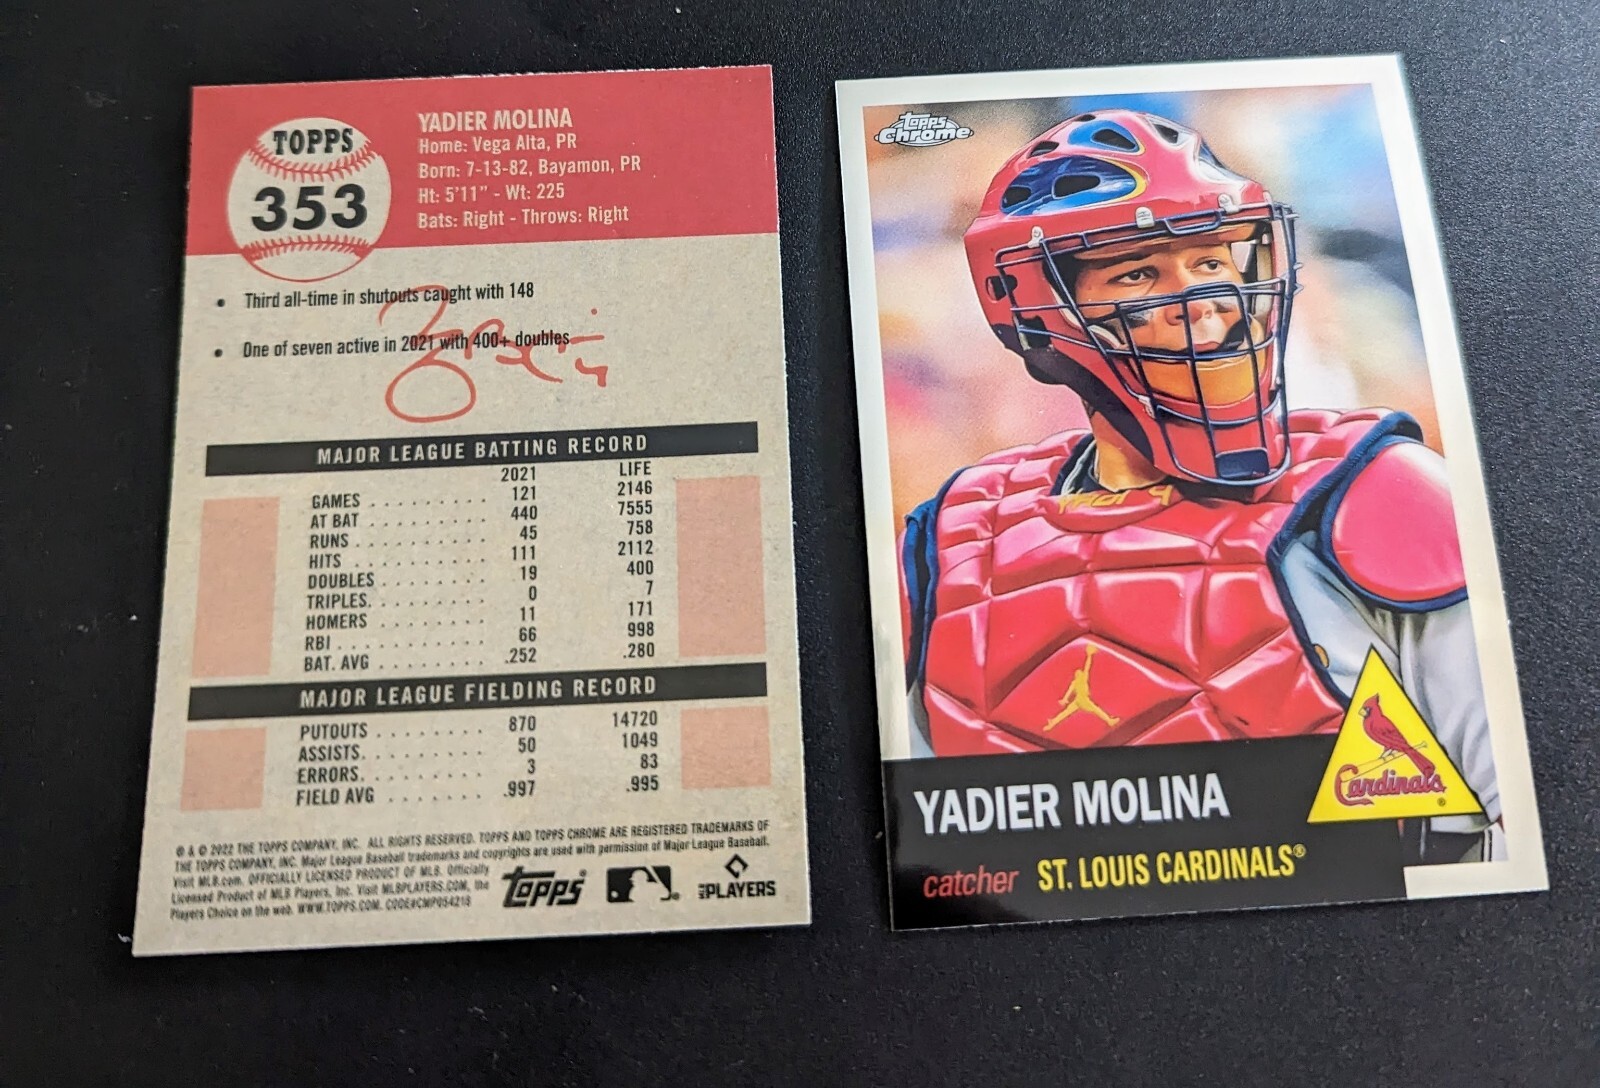 TOPPS
353
YADIER MOLINA
Home: Vega Alta, PR
Born: 7-13-82, Bayamon, PR
Ht: 5'11" - Wt: 225
Bats: Right - Throws: Right
• Third all-time in shutouts caught with 148
• One of seven active in 2021 with 400+ doubles
MAJOR LEAGUE BATTING RECORD
2021 LIFE
GAMES . . . . . . . . . 121 2146
AT BAT . . . . . . . . . 440 7555
RUNS . . . . . . . . . . 45 758
HITS . . . . . . . . . . 111 2112
DOUBLES . . . . . . . . 19 400
TRIPLES. . . . . . . . . 0 7
HOMERS . . . . . . . . 11 171
RBI . . . . . . . . . . . 66 998
BAT. AVG . . . . . . . . .252 .280
MAJOR LEAGUE FIELDING RECORD
PUTOUTS . . . . . . . . 870 14720
ASSISTS. . . . . . . . . 50 1049
ERRORS. . . . . . . . . 3 83
FIELD AVG . . . . . . . .997 .995
® & © 2022 THE TOPPS COMPANY, INC. ALL RIGHTS RESERVED. TOPPS AND TOPPS CHROME ARE REGISTERED TRADEMARKS OF
THE TOPPS COMPANY, INC. Major League Baseball trademarks and copyrights are used with permission of Major League Baseball.
Visit MLB.com. OFFICIALLY LICENSED PRODUCT OF MLB. Officially
Licensed Product of MLB Players, Inc. Visit MLBPLAYERS.COM, the
Players Choice on the web. WWW.TOPPS.COM. CODE#CMP054218
Topps
MLB PLAYERS
Topps
Chrome
YADI 4
YADIER MOLINA
catcher ST. LOUIS CARDINALS®
Cardinals®